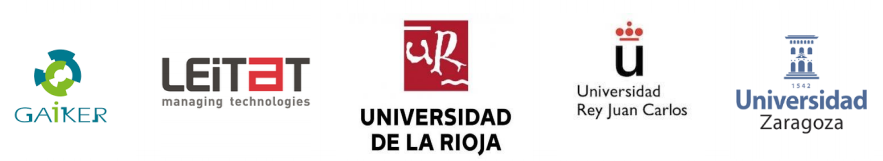 GAIKER
LEITAT
managing technologies
UR
UNIVERSIDAD
DE LA RIOJA
u
Universidad
Rey Juan Carlos
1542
Universidad
Zaragoza